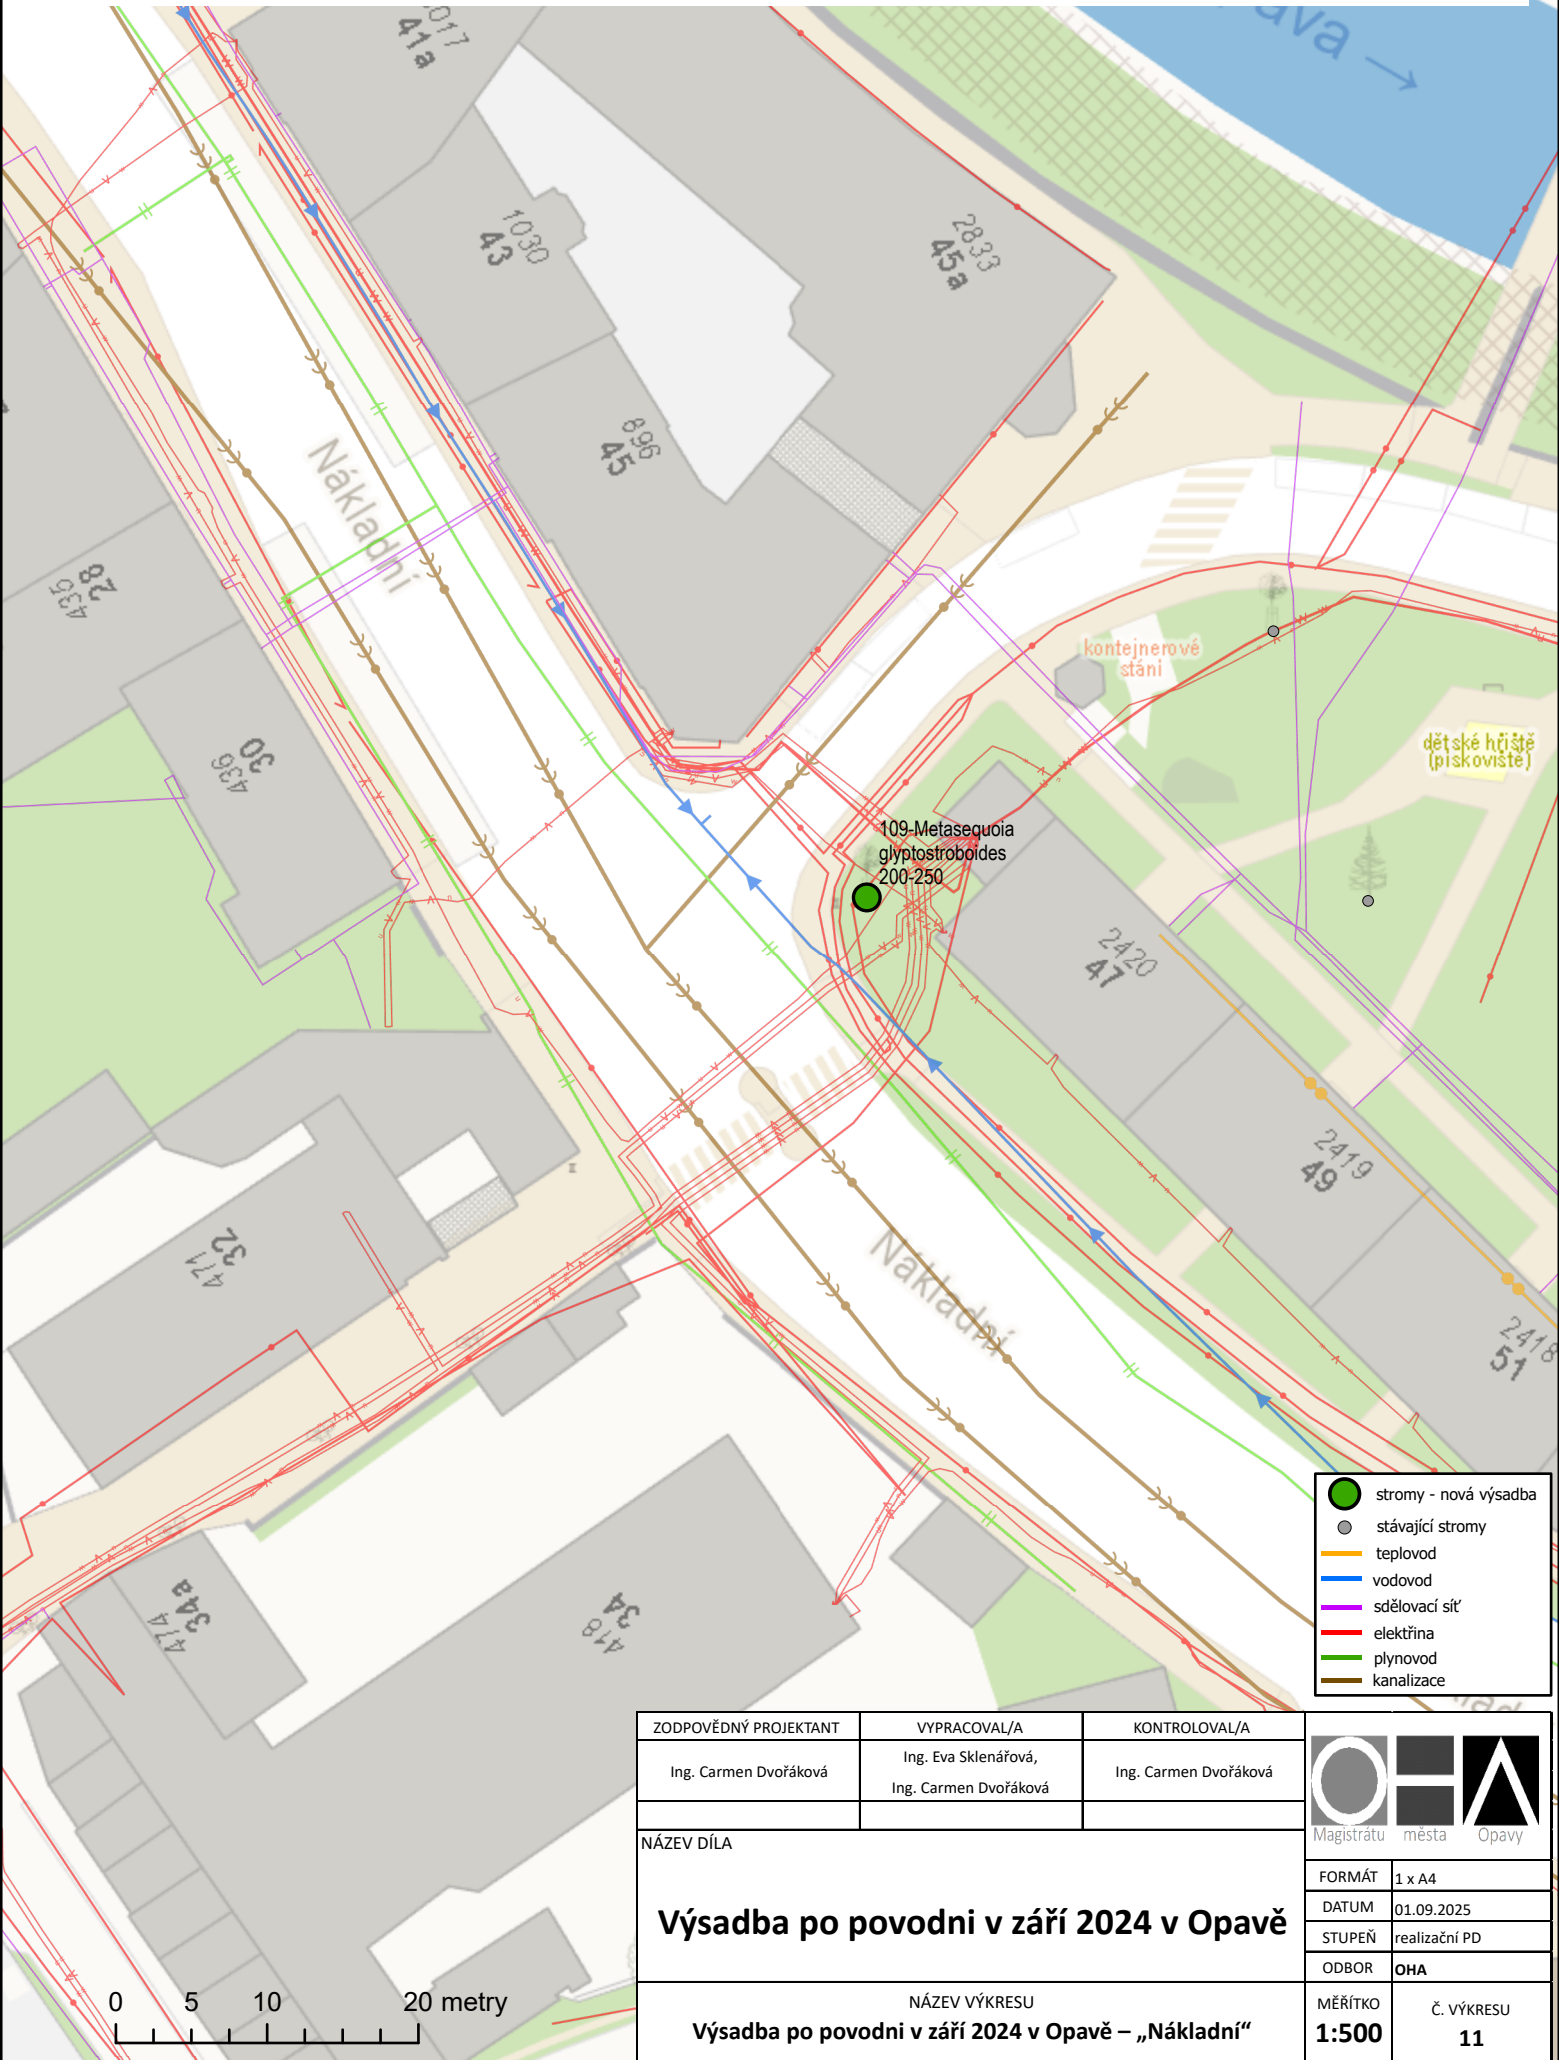 3017
41a
1030
43
2833
45a
896
45
Nákladní
435
28
436
30
kontejnerové
stání
dětské hřiště
(pískoviště)
109-Metasequoia
glyptostroboides
200-250
2420
47
2419
49
2418
51
471
32
Nákladní
474
34a
418
34
stromy - nová výsadba
stávající stromy
teplovod
vodovod
sdělovací síť
elektřina
plynovod
kanalizace
ZODPOVĚDNÝ PROJEKTANT
VYPRACOVAL/A
KONTROLOVAL/A
Ing. Carmen Dvořáková
Ing. Eva Sklenářová,
Ing. Carmen Dvořáková
Ing. Carmen Dvořáková
OHA
Magistrátu města Opavy
NÁZEV DÍLA
Výsadba po povodni v září 2024 v Opavě
FORMÁT 1 x A4
DATUM 01.09.2025
STUPEŇ realizační PD
ODBOR OHA
NÁZEV VÝKRESU
Výsadba po povodni v září 2024 v Opavě – „Nákladní“
MĚŘÍTKO
1:500
Č. VÝKRESU
11
0 5 10 20 metry